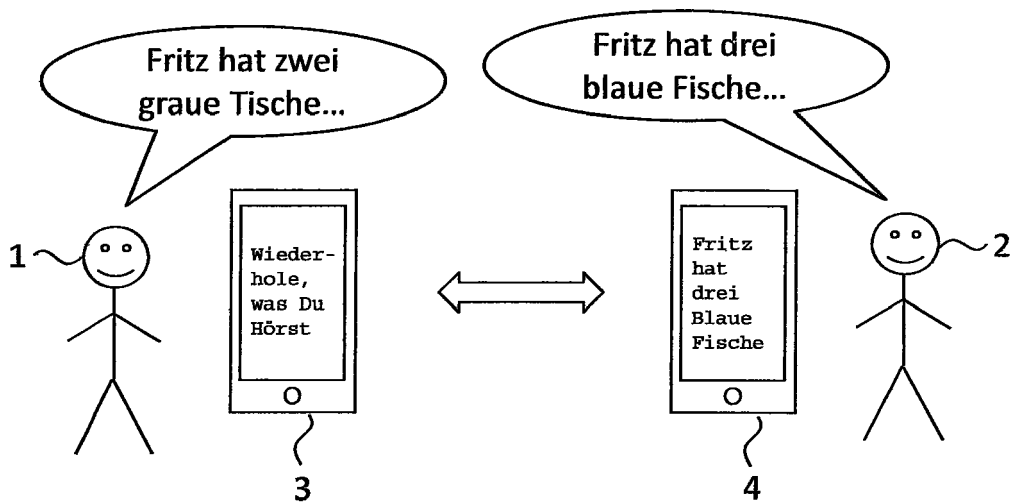 Fritz hat zwei
graue Tische...
Fritz hat drei
blaue Fische...
1
Wieder-
hole,
was Du
Hörst
Fritz
hat
drei
Blaue
Fische
2
3
4